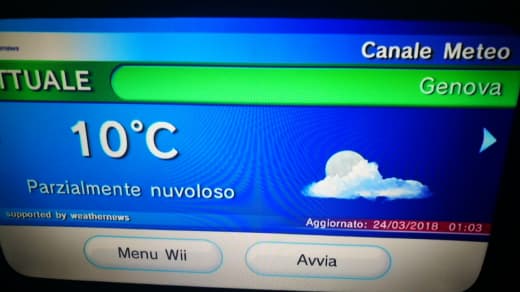 Canale Meteo
TTUALE
Genova
10°C
Parzialmente nuvoloso
supported by weathernews
Aggiornato: 24/03/2018 01:03
Menu Wii
Avvia